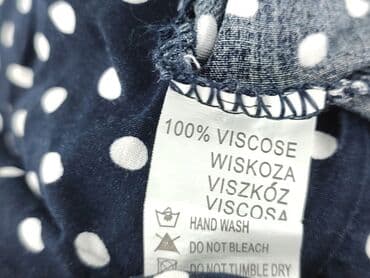 100% VISCOSE
WISKOZA
VISZKÓZ
VISCOSA
HAND WASH
DO NOT BLEACH
DO NOT TUMBLE DRY